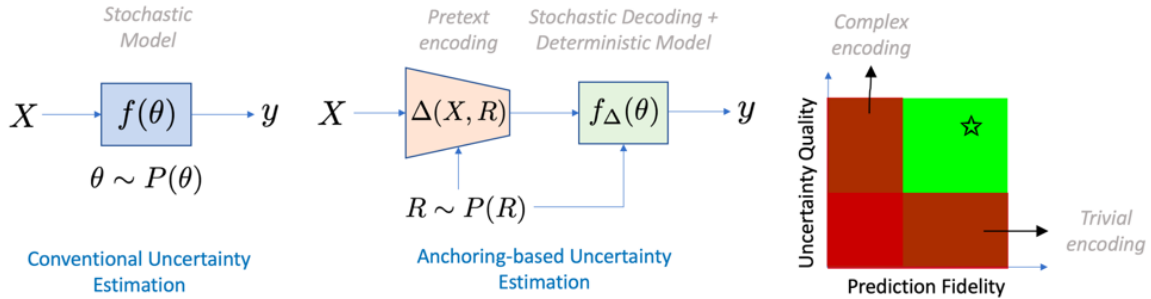 Stochastic
Model
X
f(θ)
y
θ ∼ P(θ)
Conventional Uncertainty
Estimation
Pretext
encoding
Stochastic Decoding +
Deterministic Model
X
Δ(X, R)
f_Δ(θ)
y
R ∼ P(R)
Anchoring-based Uncertainty
Estimation
Complex
encoding
Uncertainty Quality
Trivial
encoding
Prediction Fidelity